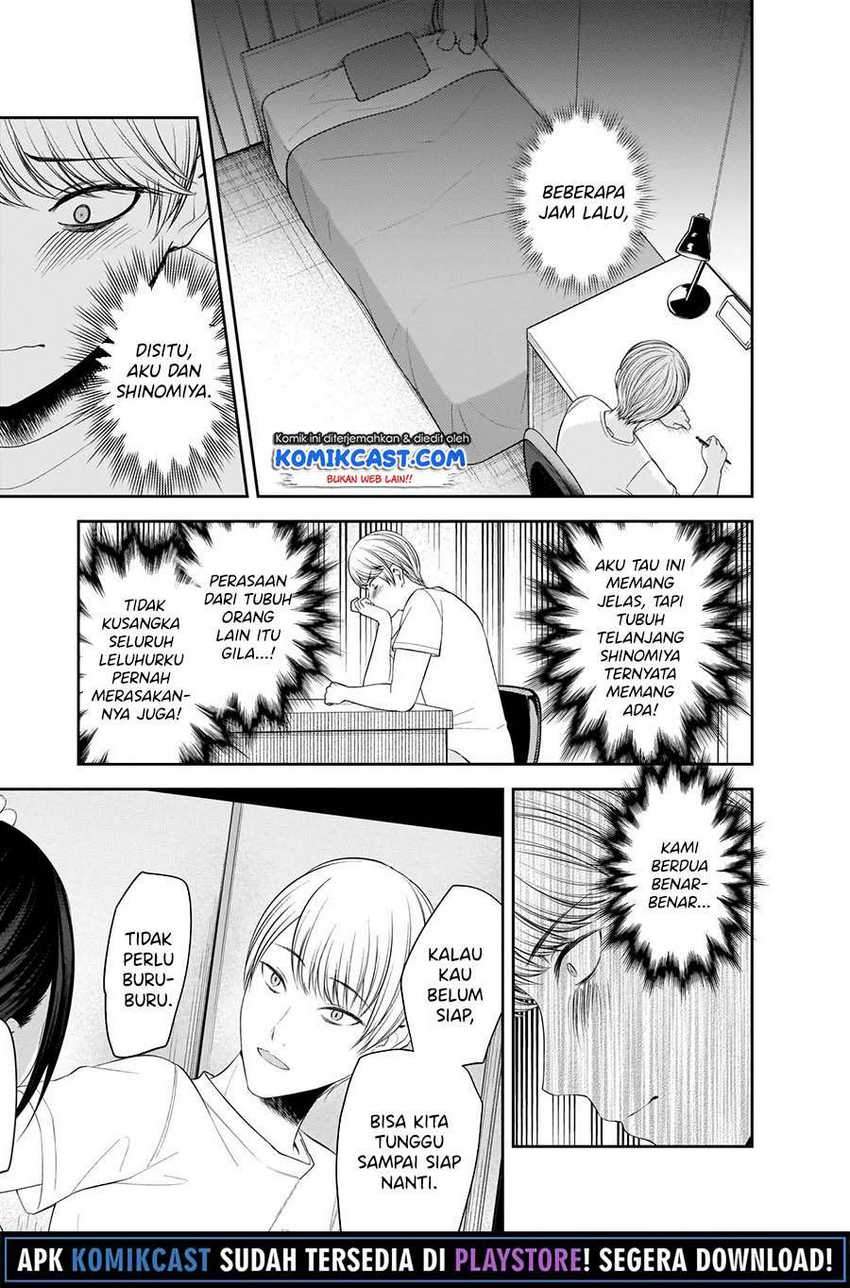 BEBERAPA
JAM LALU,
DISITU,
AKU DAN
SHINOMIYA.
Komik ini diterjemahkan & diedit oleh
KOMIKCAST.COM
BUKAN WEB LAIN!!
AKU TAU INI
MEMANG
JELAS, TAPI
TUBUH
TELANJANG
SHINOMIYA
TERNYATA
MEMANG
ADA!
PERASAAN
DARI TUBUH
ORANG
LAIN ITU
GILA...!
TIDAK
KUSANGKA
SELURUH
LELUHURKU
PERNAH
MERASAKAN-
NYA JUGA!
KAMI
BERDUA
BENAR-
BENAR...
KALAU
KAU
BELUM
SIAP,
BISA KITA
TUNGGU
SAMPAI SIAP
NANTI.
TIDAK
PERLU
BURU-
BURU.
APK KOMIKCAST SUDAH TERSEDIA DI PLAYSTORE! SEGERA DOWNLOAD!